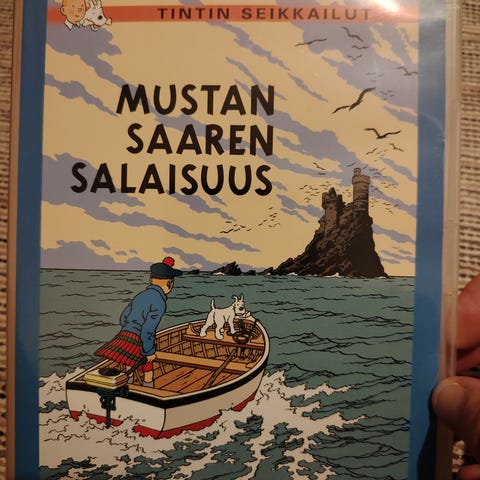 TINTIN SEIKKAILUT
MUSTAN
SAAREN
SALAISUUS